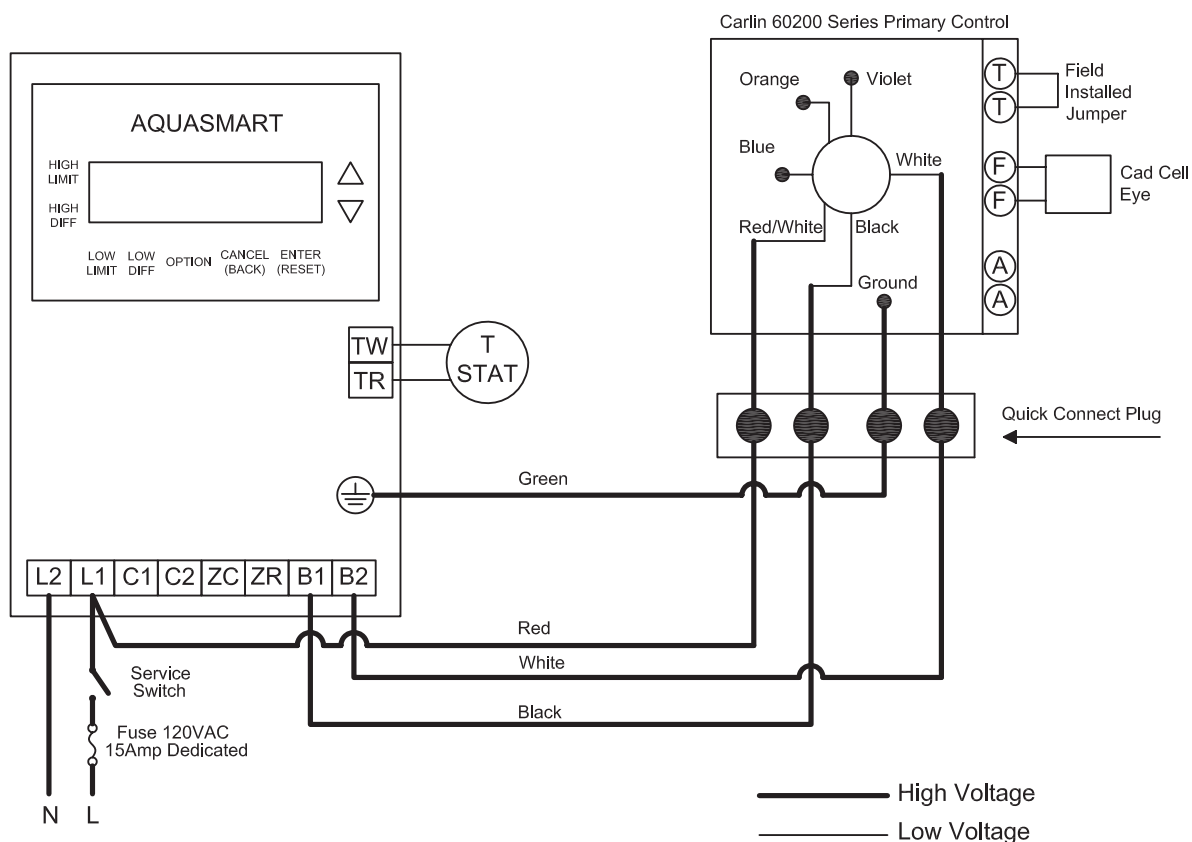 Carlin 60200 Series Primary Control
AQUASMART
HIGH
LIMIT
HIGH
DIFF
LOW
LIMIT
LOW
DIFF
OPTION
CANCEL
(BACK)
ENTER
(RESET)
TW
TR
T
STAT
Orange
Violet
Blue
White
Red/White
Black
Ground
T
T
Field
Installed
Jumper
F
F
Cad Cell
Eye
A
A
Quick Connect Plug
Green
L2
L1
C1
C2
ZC
ZR
B1
B2
Red
White
Black
Service
Switch
Fuse 120VAC
15Amp Dedicated
N
L
High Voltage
Low Voltage